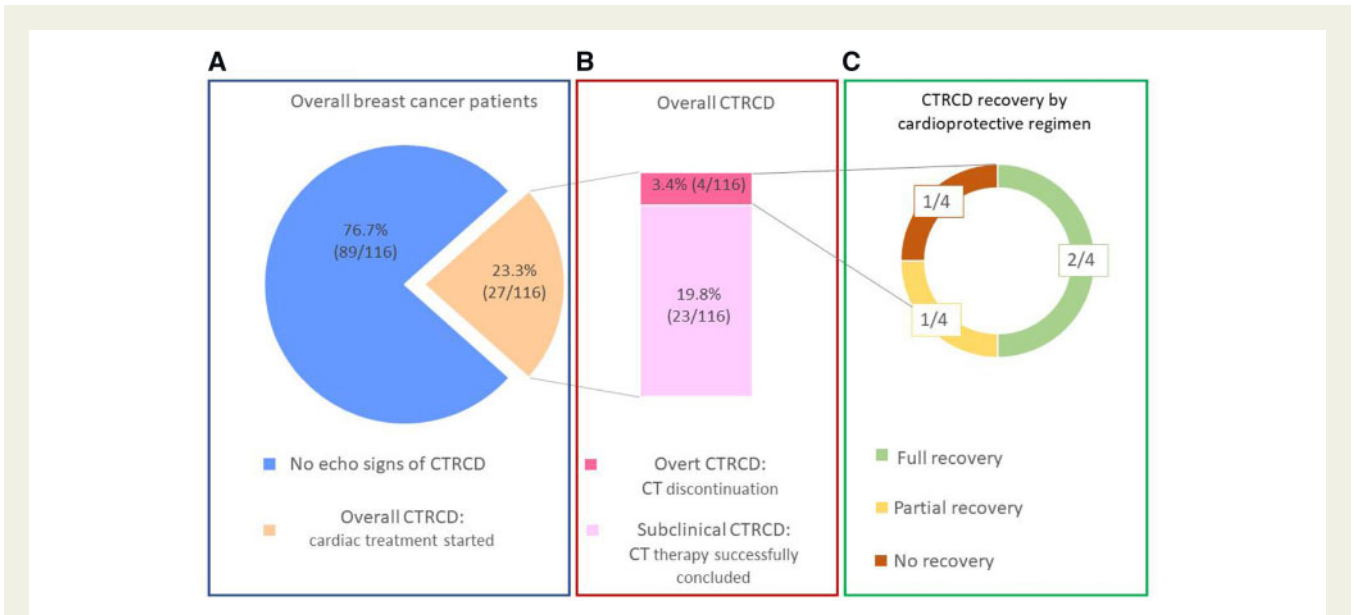 A
Overall breast cancer patients
76.7%
(89/116)
23.3%
(27/116)
No echo signs of CTRCD
Overall CTRCD:
cardiac treatment started
B
Overall CTRCD
3.4% (4/116)
19.8%
(23/116)
Overt CTRCD:
CT discontinuation
Subclinical CTRCD:
CT therapy successfully
concluded
C
CTRCD recovery by
cardioprotective regimen
1/4
2/4
1/4
Full recovery
Partial recovery
No recovery